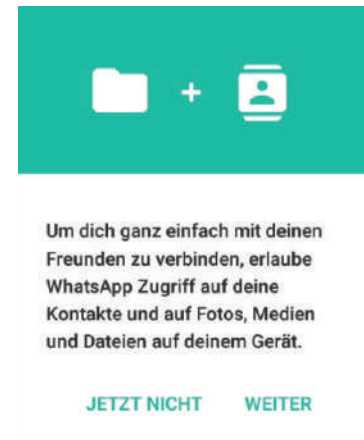 Um dich ganz einfach mit deinen
Freunden zu verbinden, erlaube
WhatsApp Zugriff auf deine
Kontakte und auf Fotos, Medien
und Dateien auf deinem Gerät.
JETZT NICHT WEITER